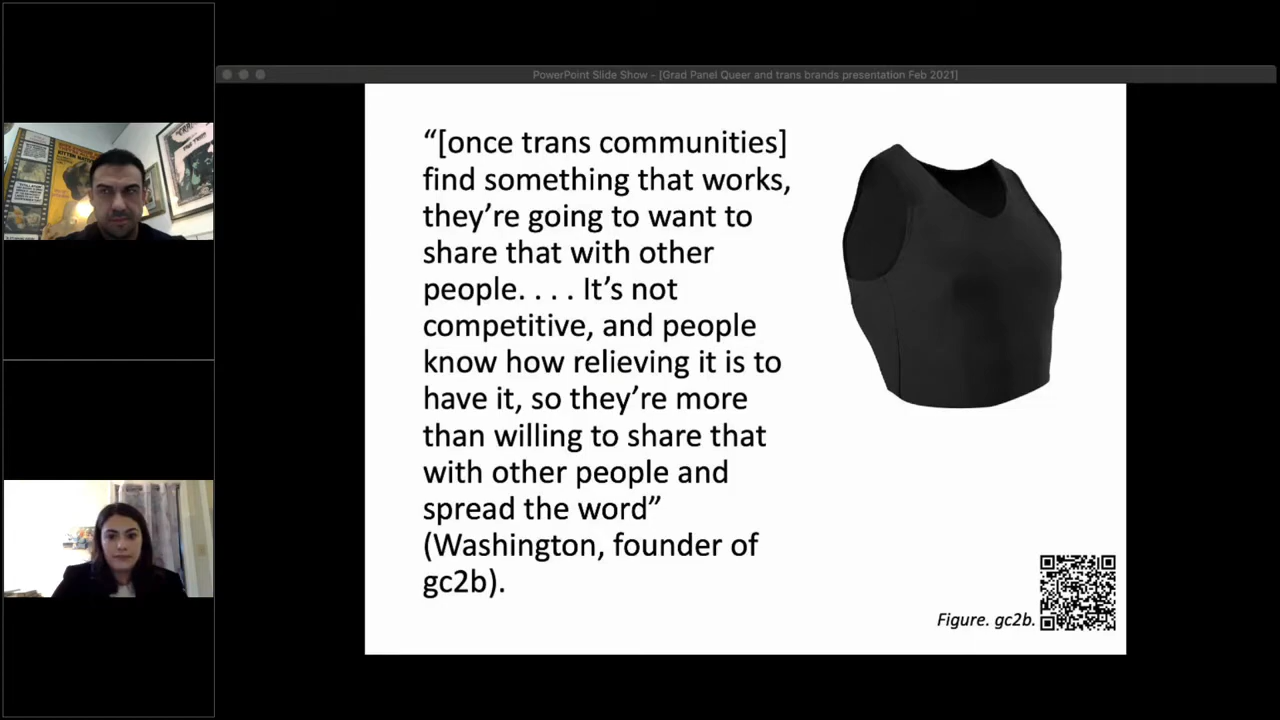 PowerPoint Slide Show - [Grad Panel Queer and trans brands presentation Feb 2021]
“[once trans communities]
find something that works,
they’re going to want to
share that with other
people. . . . It’s not
competitive, and people
know how relieving it is to
have it, so they’re more
than willing to share that
with other people and
spread the word”
(Washington, founder of
gc2b).
Figure. gc2b.